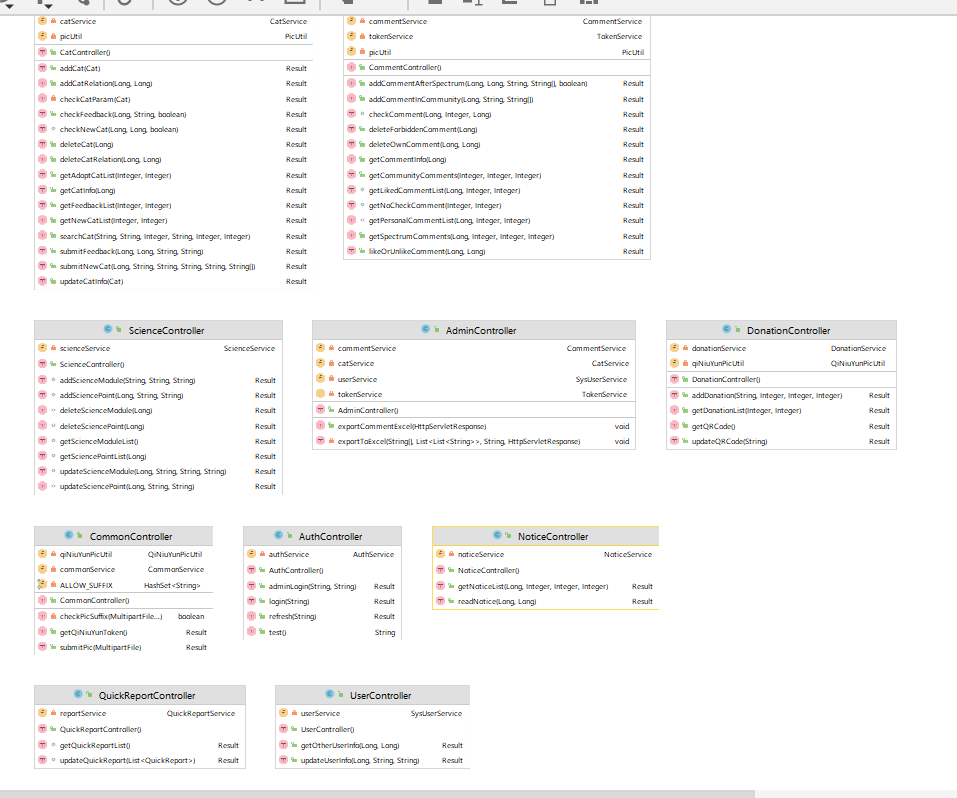 catService CatService
picUtil PicUtil
CatController()
addCat(Cat) Result
addCatRelation(Long, Long) Result
checkCatParam(Cat) Result
checkFeedback(Long, String, boolean) Result
checkNewCat(Long, Long, boolean) Result
deleteCat(Long) Result
deleteCatRelation(Long, Long) Result
getAdoptCatList(Integer, Integer) Result
getCatInfo(Long) Result
getFeedbackList(Integer, Integer) Result
getNewCatList(Integer, Integer) Result
searchCat(String, String, Integer, String, Integer, Integer) Result
submitFeedback(Long, Long, String, String) Result
submitNewCat(Long, String, String, String, String, String[]) Result
updateCatInfo(Cat) Result
commentService CommentService
tokenService TokenService
picUtil PicUtil
CommentController()
addCommentAfterSpectrum(Long, Long, String, String[], boolean) Result
addCommentInCommunity(Long, String, String[]) Result
checkComment(Long, Integer, Long) Result
deleteForbiddenComment(Long) Result
deleteOwnComment(Long, Long) Result
getCommentInfo(Long) Result
getCommunityComments(Integer, Integer, Integer) Result
getLikedCommentList(Long, Integer, Integer) Result
getNoCheckComment(Integer, Integer) Result
getPersonalCommentList(Long, Integer, Integer) Result
getSpectrumComments(Long, Integer, Integer, Integer) Result
likeOrUnlikeComment(Long, Long) Result
ScienceController
scienceService ScienceService
ScienceController()
addScienceModule(String, String, String) Result
addSciencePoint(Long, String, String) Result
deleteScienceModule(Long) Result
deleteSciencePoint(Long) Result
getScienceModuleList() Result
getSciencePointList(Long) Result
updateScienceModule(Long, String, String, String) Result
updateSciencePoint(Long, String, String) Result
AdminController
commentService CommentService
catService CatService
userService SysUserService
tokenService TokenService
AdminController()
exportCommentExcel(HttpServletResponse) void
exportToExcel(String[], List<List<String>>, String, HttpServletResponse) void
DonationController
donationService DonationService
qiNiuYunPicUtil QiNiuYunPicUtil
DonationController()
addDonation(String, Integer, Integer, Integer, Integer) Result
getDonationList(Integer, Integer) Result
getQRCode() Result
updateQRCode(String) Result
CommonController
qiNiuYunPicUtil QiNiuYunPicUtil
commonService CommonService
ALLOW_SUFFIX HashSet<String>
CommonController()
checkPicSuffix(MultipartFile...) boolean
getQiNiuYunToken() Result
submitPic(MultipartFile) Result
AuthController
authService AuthService
AuthController()
adminLogin(String, String) Result
login(String) Result
refresh(String) Result
test() String
NoticeController
noticeService NoticeService
NoticeController()
getNoticeList(Long, Integer, Integer, Integer) Result
readNotice(Long, Long) Result
QuickReportController
reportService QuickReportService
QuickReportController()
getQuickReportList() Result
updateQuickReport(List<QuickReport>) Result
UserController
userService SysUserService
UserController()
getOtherUserInfo(Long, Long) Result
updateUserInfo(Long, String, String) Result